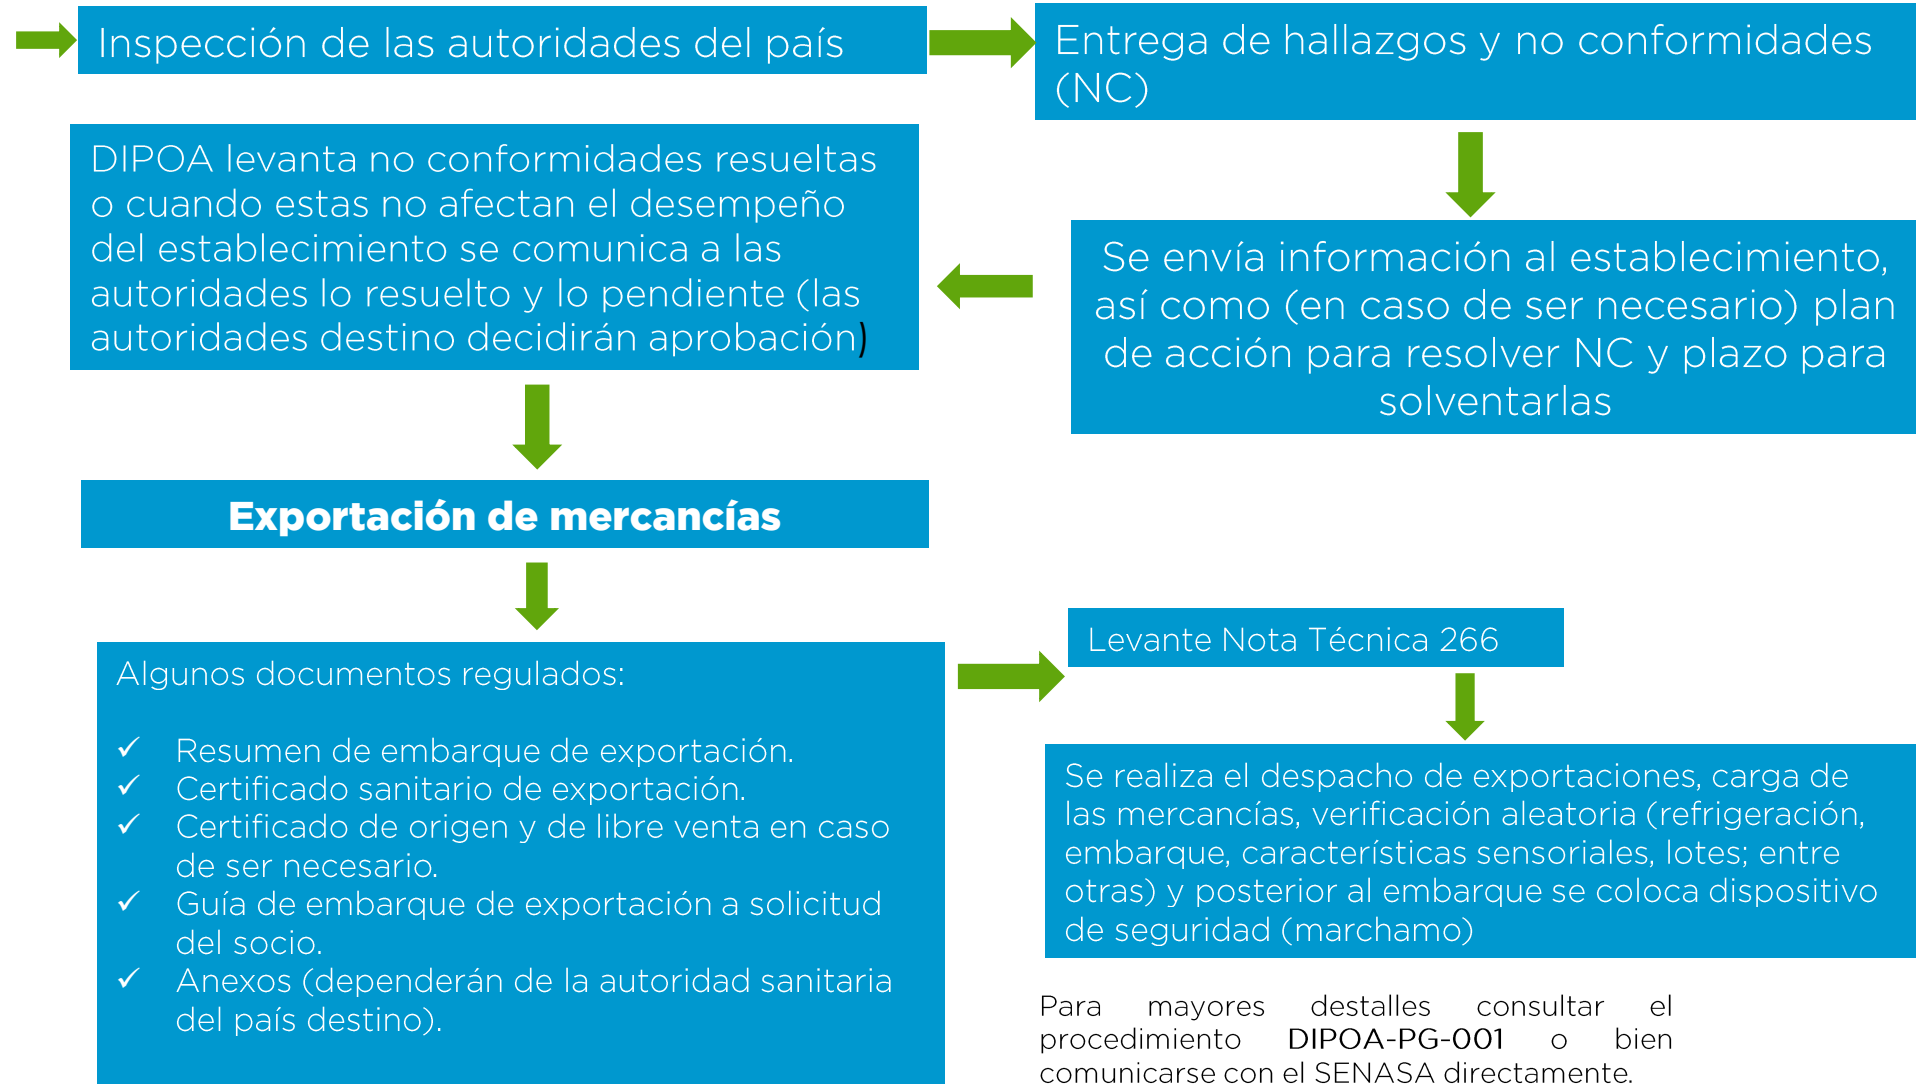 Inspección de las autoridades del país
Entrega de hallazgos y no conformidades
(NC)
Se envía información al establecimiento,
así como (en caso de ser necesario) plan
de acción para resolver NC y plazo para
solventarlas
DIPOA levanta no conformidades resueltas
o cuando estas no afectan el desempeño
del establecimiento se comunica a las
autoridades lo resuelto y lo pendiente (las
autoridades destino decidirán aprobación)
Exportación de mercancías
Algunos documentos regulados:
✓ Resumen de embarque de exportación.
✓ Certificado sanitario de exportación.
✓ Certificado de origen y de libre venta en caso
de ser necesario.
✓ Guía de embarque de exportación a solicitud
del socio.
✓ Anexos (dependerán de la autoridad sanitaria
del país destino).
Levante Nota Técnica 266
Se realiza el despacho de exportaciones, carga de
las mercancías, verificación aleatoria (refrigeración,
embarque, características sensoriales, lotes; entre
otras) y posterior al embarque se coloca dispositivo
de seguridad (marchamo)
Para mayores destalles consultar el
procedimiento DIPOA-PG-001 o bien
comunicarse con el SENASA directamente.